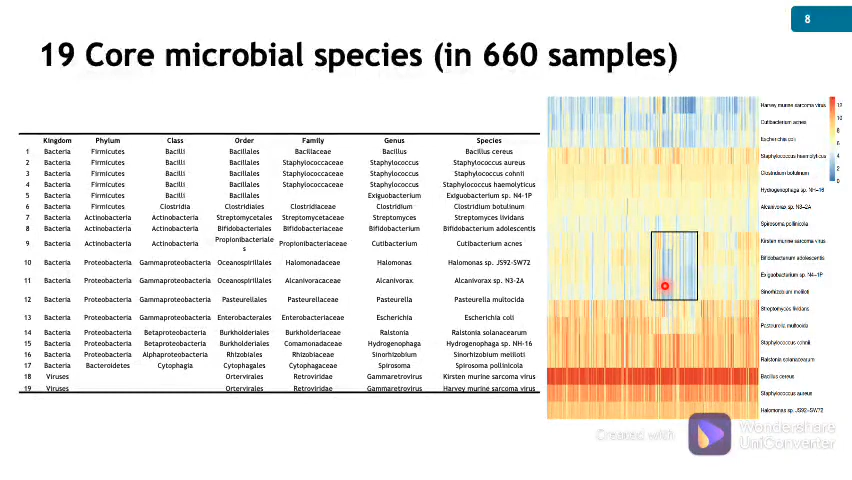 8
19 Core microbial species (in 660 samples)
Kingdom Phylum Class Order Family Genus Species
1 Bacteria Firmicutes Bacilli Bacillales Bacillaceae Bacillus Bacillus cereus
2 Bacteria Firmicutes Bacilli Bacillales Staphylococcaceae Staphylococcus Staphylococcus aureus
3 Bacteria Firmicutes Bacilli Bacillales Staphylococcaceae Staphylococcus Staphylococcus cohnii
4 Bacteria Firmicutes Bacilli Bacillales Staphylococcaceae Staphylococcus Staphylococcus haemolyticus
5 Bacteria Firmicutes Bacilli Bacillales Exiguobacterium Exiguobacterium sp. N4-1P
6 Bacteria Firmicutes Clostridia Clostridiales Clostridiaceae Clostridium Clostridium botulinum
7 Bacteria Actinobacteria Actinobacteria Streptomycetales Streptomycetaceae Streptomyces Streptomyces lividans
8 Bacteria Actinobacteria Actinobacteria Bifidobacteriales Bifidobacteriaceae Bifidobacterium Bifidobacterium adolescentis
9 Bacteria Actinobacteria Actinobacteria Propionibacteriales Propionibacteriaceae Cutibacterium Cutibacterium acnes
10 Bacteria Proteobacteria Gammaproteobacteria Oceanospirillales Halomonadaceae Halomonas Halomonas sp. JS92-SW72
11 Bacteria Proteobacteria Gammaproteobacteria Oceanospirillales Alcanivoracaceae Alcanivorax Alcanivorax sp. N3-2A
12 Bacteria Proteobacteria Gammaproteobacteria Pasteurellales Pasteurellaceae Pasteurella Pasteurella multocida
13 Bacteria Proteobacteria Gammaproteobacteria Enterobacterales Enterobacteriaceae Escherichia Escherichia coli
14 Bacteria Proteobacteria Betaproteobacteria Burkholderiales Burkholderiaceae Ralstonia Ralstonia solanacearum
15 Bacteria Proteobacteria Betaproteobacteria Burkholderiales Comamonadaceae Hydrogenophaga Hydrogenophaga sp. NH-16
16 Bacteria Proteobacteria Alphaproteobacteria Rhizobiales Rhizobiaceae Sinorhizobium Sinorhizobium meliloti
17 Bacteria Bacteroidetes Cytophagia Cytophagales Cytophagaceae Spirosoma Spirosoma pollinicola
18 Viruses Ortervirales Retroviridae Gammaretrovirus Kirsten murine sarcoma virus
19 Viruses Ortervirales Retroviridae Gammaretrovirus Harvey murine sarcoma virus
Harvey murine sarcoma virus
Cutibacterium acnes
Escherichia coli
Staphylococcus haemolyticus
Clostridium botulinum
Hydrogenophaga sp. NH-16
Alcanivorax sp. N3-2A
Spirosoma pollinicola
Kirsten murine sarcoma virus
Bifidobacterium adolescentis
Exiguobacterium sp. N4-1P
Sinorhizobium meliloti
Streptomyces lividans
Pasteurella multocida
Staphylococcus cohnii
Ralstonia solanacearum
Bacillus cereus
Staphylococcus aureus
Halomonas sp. JS92-SW72
12
10
8
6
4
2
0
Created with
Wondershare
UniConverter